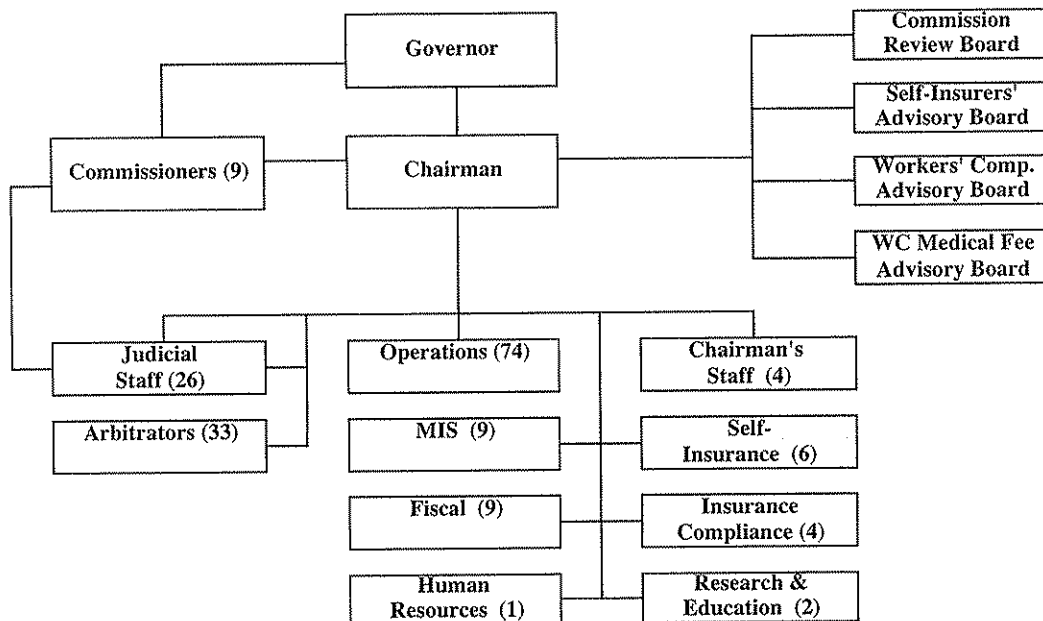 Governor
Commission
Review Board
Self-Insurers'
Advisory Board
Commissioners (9)
Chairman
Workers' Comp.
Advisory Board
WC Medical Fee
Advisory Board
Judicial
Staff (26)
Operations (74)
Chairman's
Staff (4)
Arbitrators (33)
MIS (9)
Self-
Insurance (6)
Fiscal (9)
Insurance
Compliance (4)
Human
Resources (1)
Research &
Education (2)